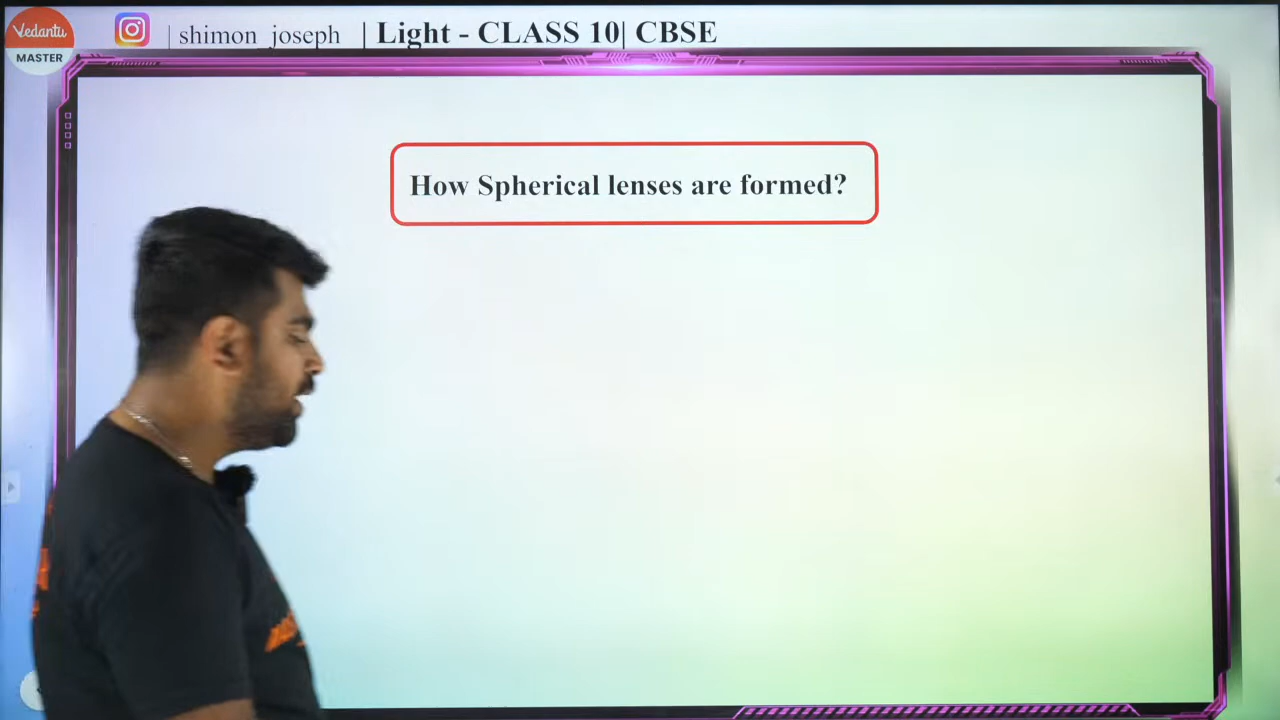 Vedantu
MASTER
| shimon_joseph | Light - CLASS 10| CBSE
How Spherical lenses are formed?